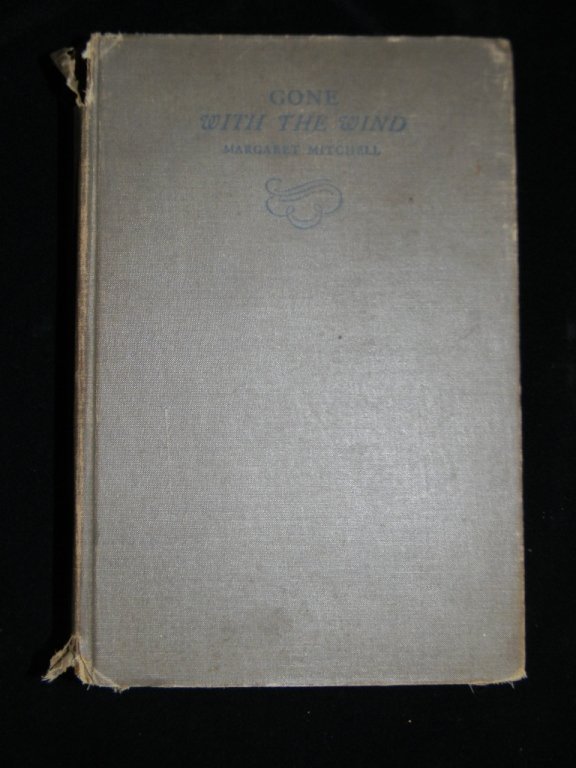 GONE
WITH THE WIND
MARGARET MITCHELL